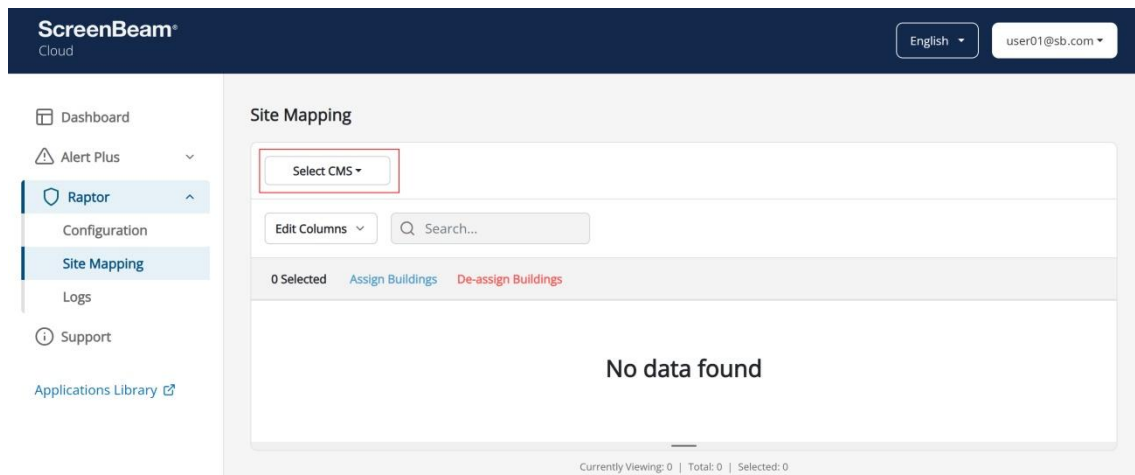 ScreenBeam®
Cloud
English
user01@sb.com
Dashboard
Alert Plus
Raptor
Configuration
Site Mapping
Logs
Support
Applications Library
Site Mapping
Select CMS
Edit Columns
Search...
0 Selected Assign Buildings De-assign Buildings
No data found
Currently Viewing: 0 | Total: 0 | Selected: 0